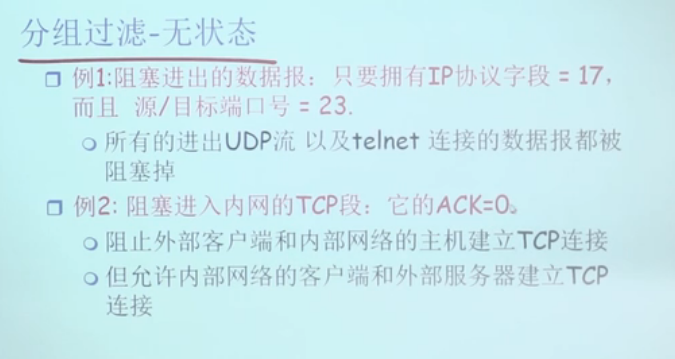 分组过滤-无状态
例1:阻塞进出的数据报：只要拥有IP协议字段 = 17，
而且 源/目标端口号 = 23.
所有的进出UDP流 以及telnet 连接的数据报都被
阻塞掉
例2: 阻塞进入内网的TCP段：它的ACK=0。
阻止外部客户端和内部网络的主机建立TCP连接
但允许内部网络的客户端和外部服务器建立TCP
连接